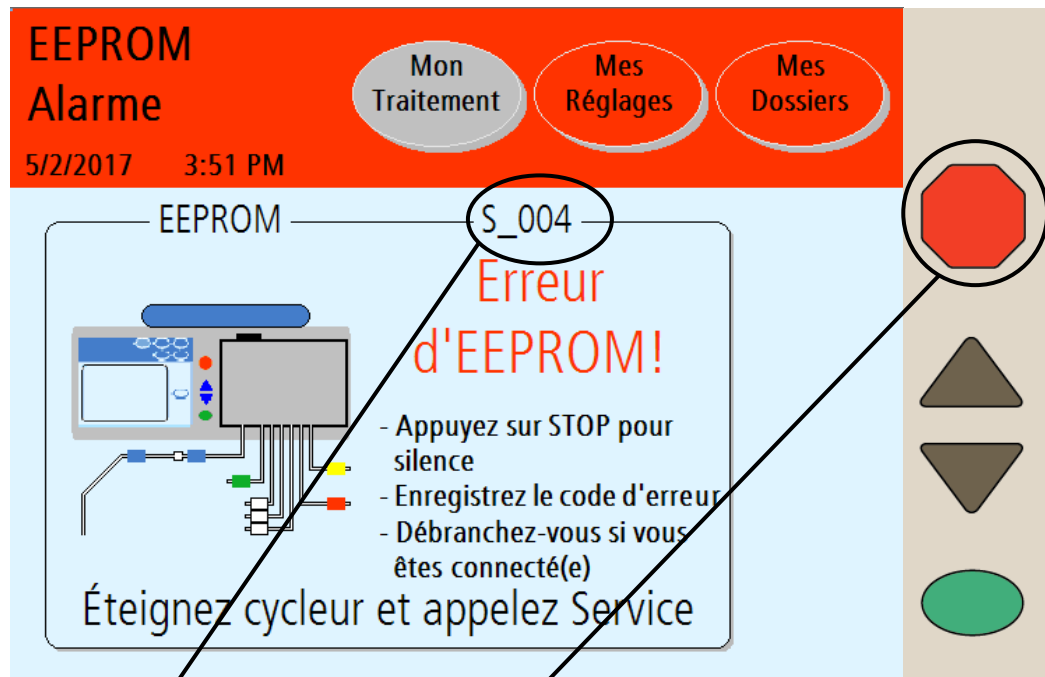 EEPROM
Alarme
5/2/2017 3:51 PM
Mon
Traitement
Mes
Réglages
Mes
Dossiers
EEPROM
S_004
Erreur
d'EEPROM!
- Appuyez sur STOP pour
silence
- Enregistrez le code d'erreur
- Débranchez-vous si vous
êtes connecté(e)
Éteignez cycleur et appelez Service